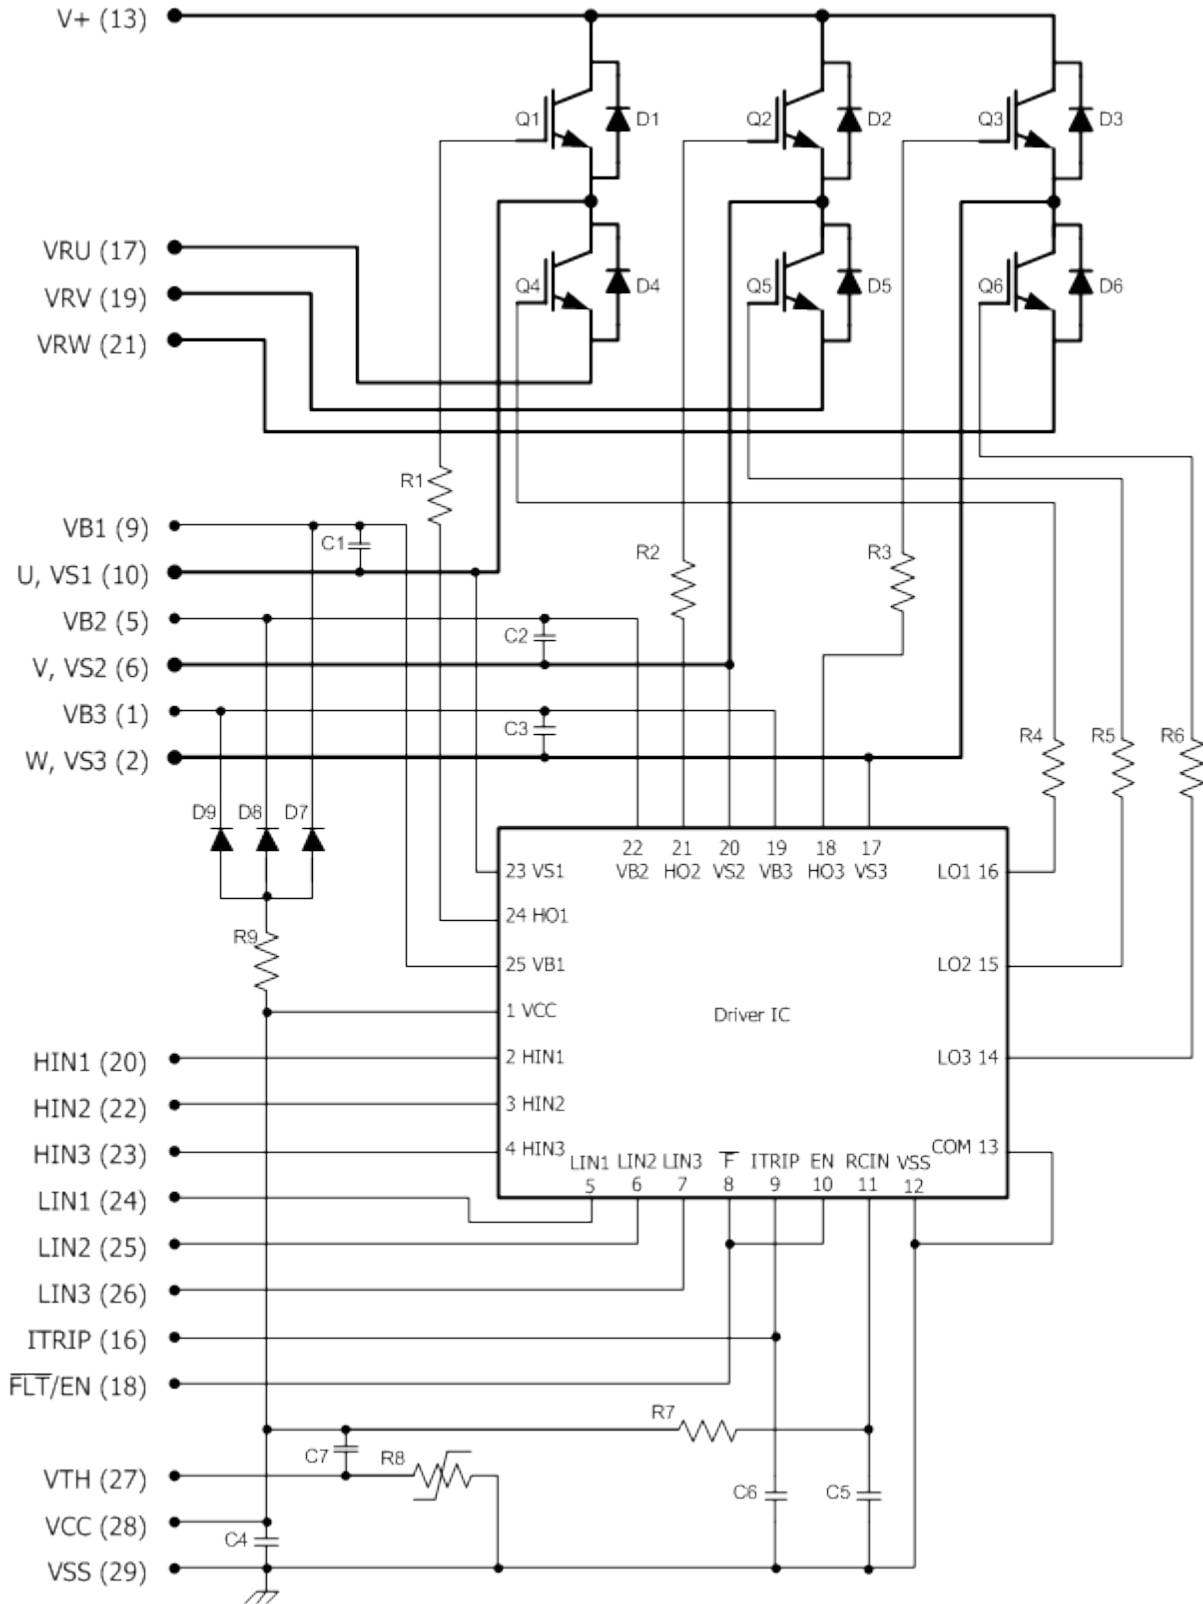 V+ (13)
Q1
D1
Q2
D2
Q3
D3
VRU (17)
VRV (19)
VRW (21)
Q4
D4
Q5
D5
Q6
D6
R1
VB1 (9)
C1
U, VS1 (10)
R2
R3
VB2 (5)
C2
V, VS2 (6)
VB3 (1)
C3
W, VS3 (2)
R4
R5
R6
D9
D8
D7
22
21
20
19
18
17
VB2
HO2
VS2
VB3
HO3
VS3
23 VS1
LO1 16
24 HO1
R9
25 VB1
LO2 15
1 VCC
Driver IC
HIN1 (20)
2 HIN1
LO3 14
HIN2 (22)
3 HIN2
HIN3 (23)
4 HIN3
COM 13
LIN1
LIN2
LIN3
F̅
ITRIP
EN
RCIN
VSS
5
6
7
8
9
10
11
12
LIN1 (24)
LIN2 (25)
LIN3 (26)
ITRIP (16)
F̅L̅T̅/EN (18)
R7
C7
R8
VTH (27)
C6
C5
VCC (28)
C4
VSS (29)